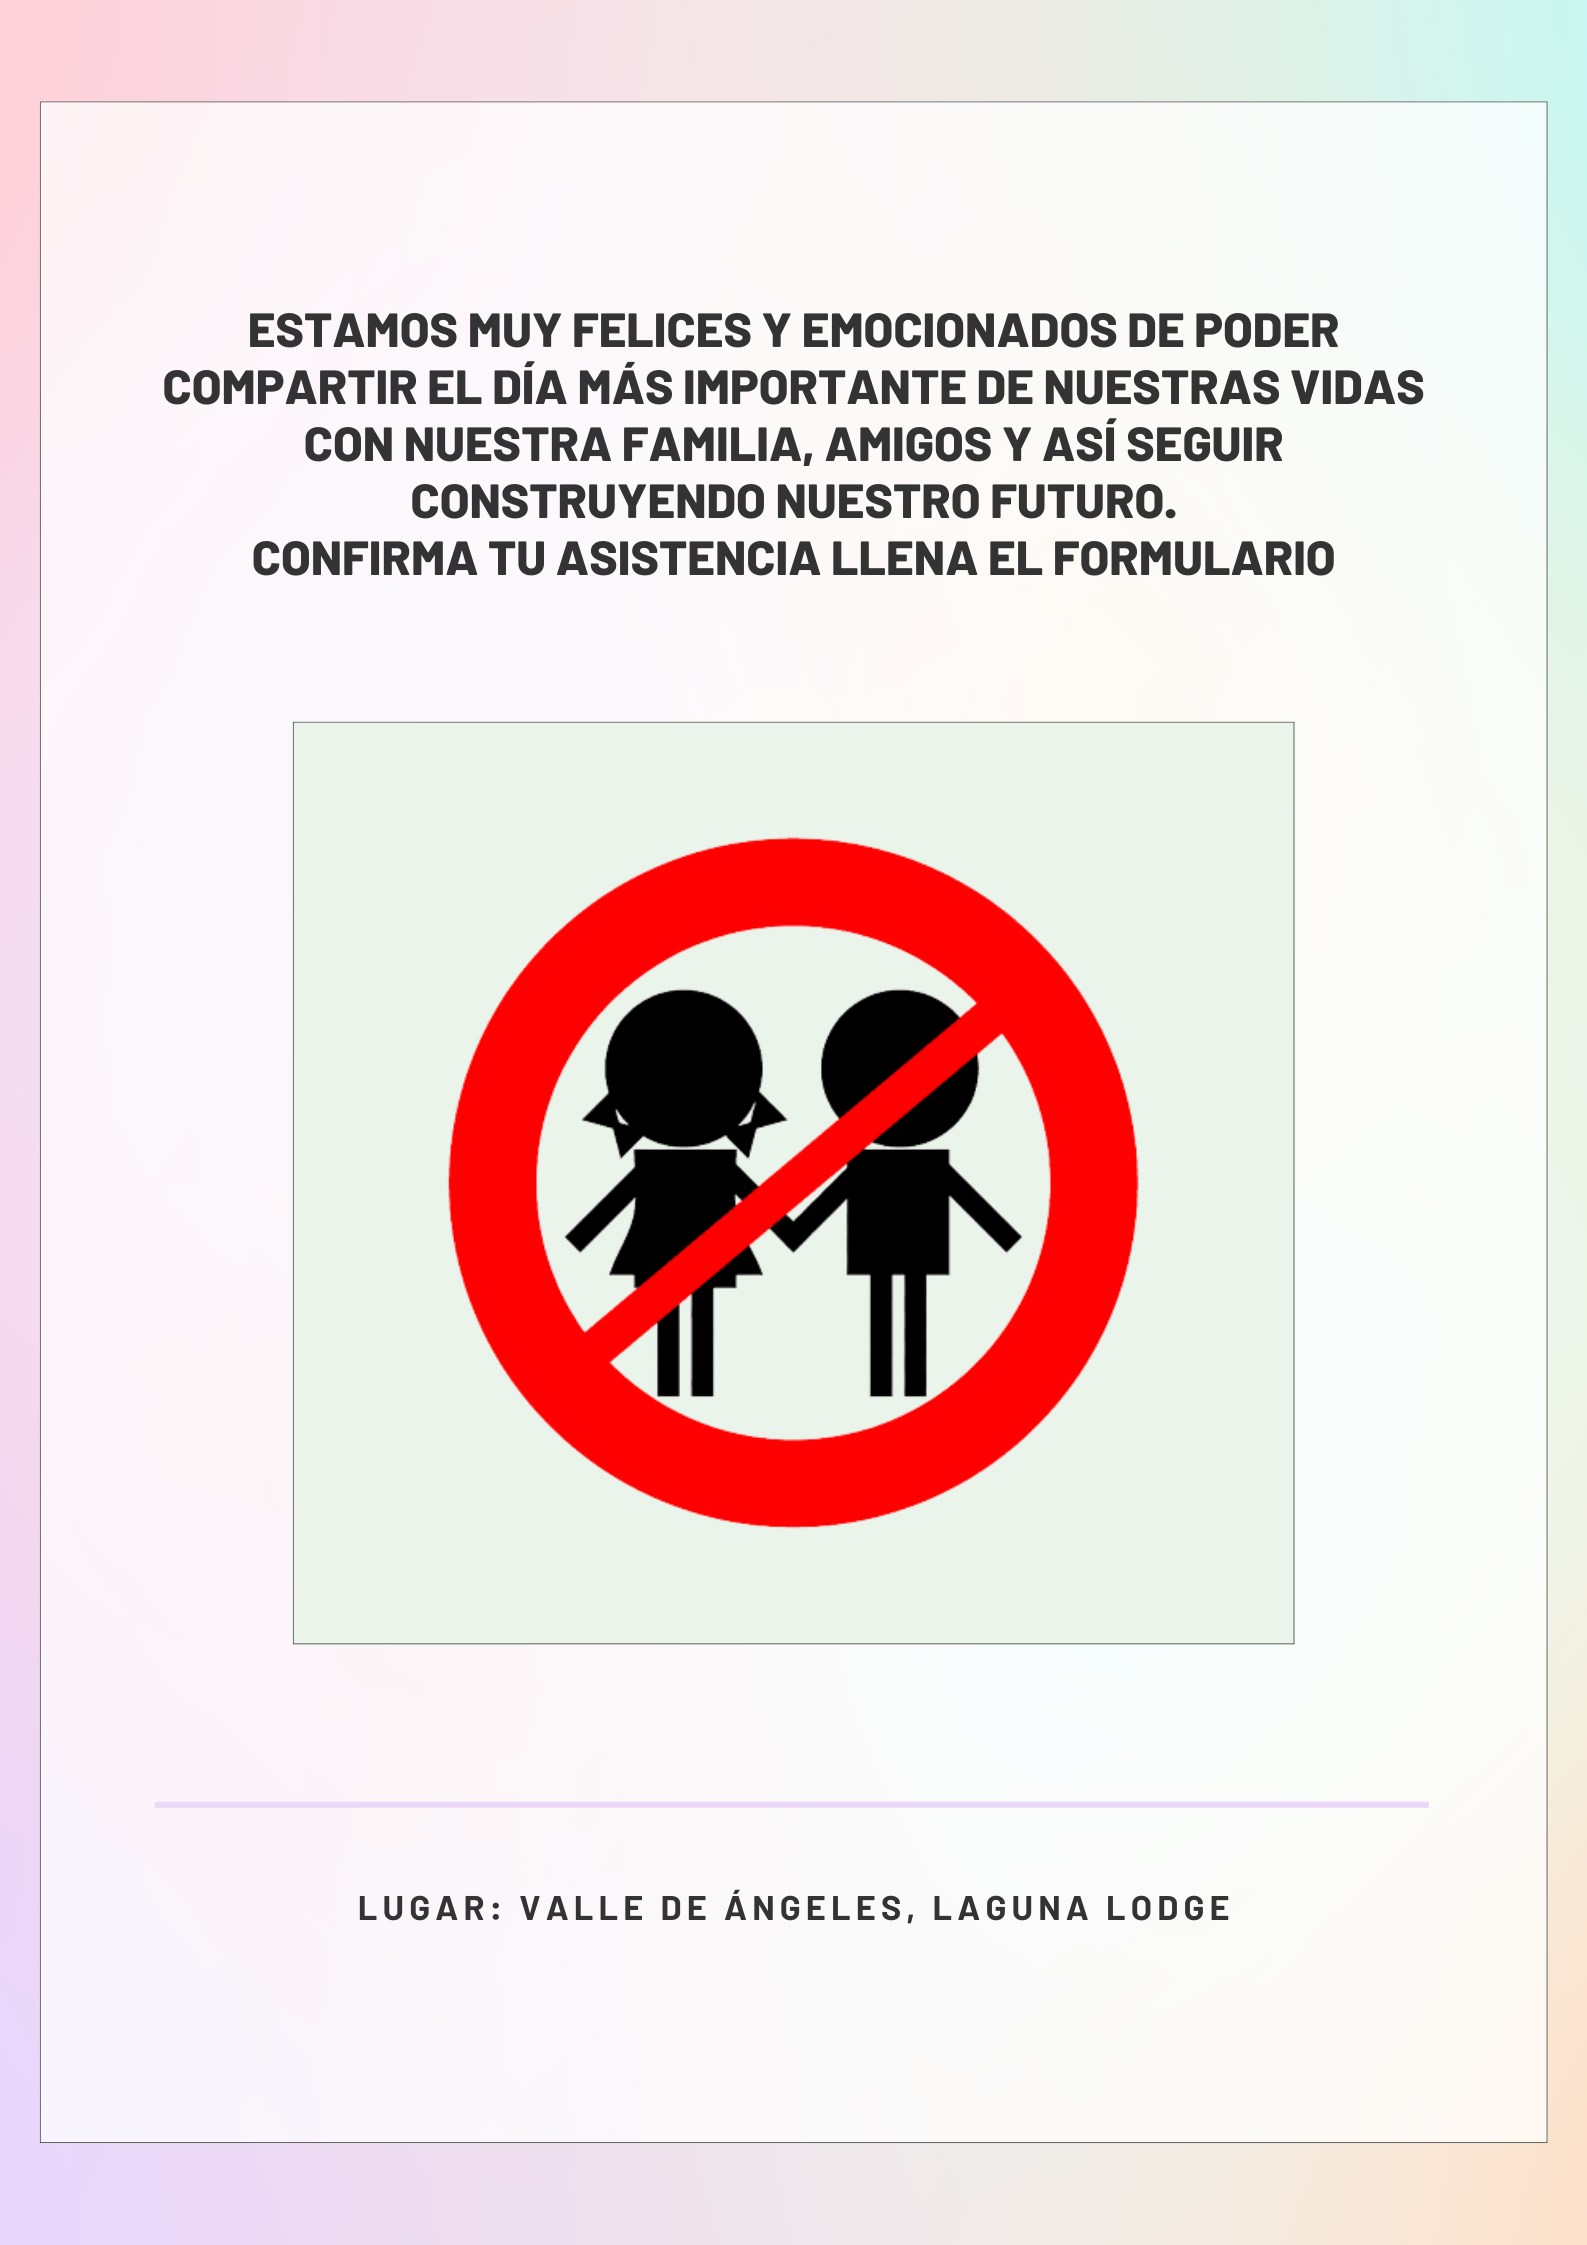 ESTAMOS MUY FELICES Y EMOCIONADOS DE PODER
COMPARTIR EL DÍA MÁS IMPORTANTE DE NUESTRAS VIDAS
CON NUESTRA FAMILIA, AMIGOS Y ASÍ SEGUIR
CONSTRUYENDO NUESTRO FUTURO.
CONFIRMA TU ASISTENCIA LLENA EL FORMULARIO
LUGAR: VALLE DE ÁNGELES, LAGUNA LODGE